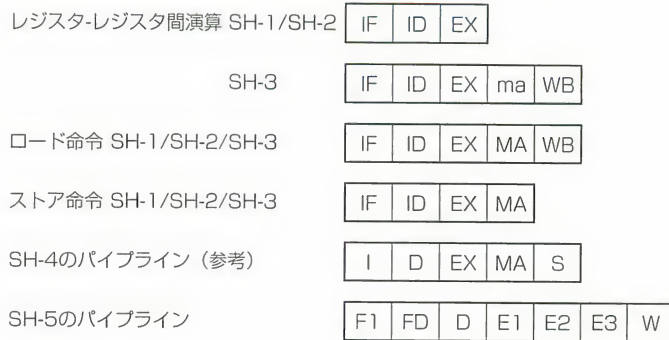 レジスタ-レジスタ間演算 SH-1/SH-2 IF ID EX
SH-3 IF ID EX ma WB
ロード命令 SH-1/SH-2/SH-3 IF ID EX MA WB
ストア命令 SH-1/SH-2/SH-3 IF ID EX MA
SH-4のパイプライン（参考） I D EX MA S
SH-5のパイプライン F1 FD D E1 E2 E3 W